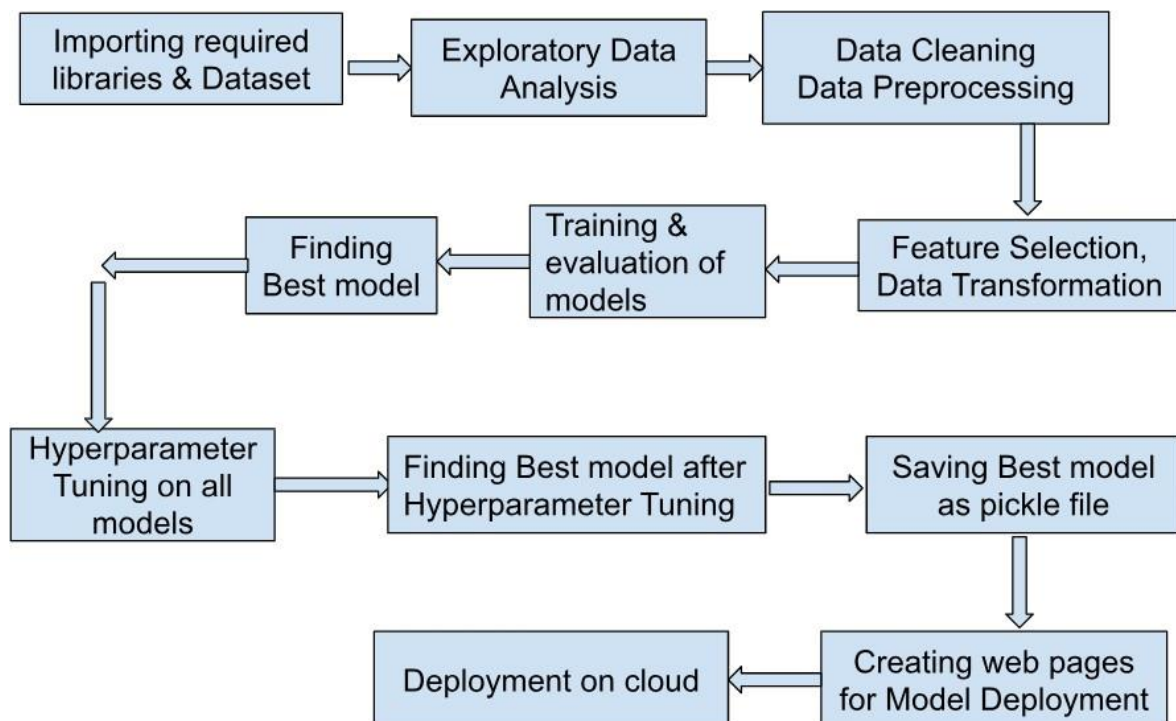 Importing required
libraries & Dataset
Exploratory Data
Analysis
Data Cleaning
Data Preprocessing
Feature Selection,
Data Transformation
Training &
evaluation of
models
Finding
Best model
Hyperparameter
Tuning on all
models
Finding Best model after
Hyperparameter Tuning
Saving Best model
as pickle file
Creating web pages
for Model Deployment
Deployment on cloud